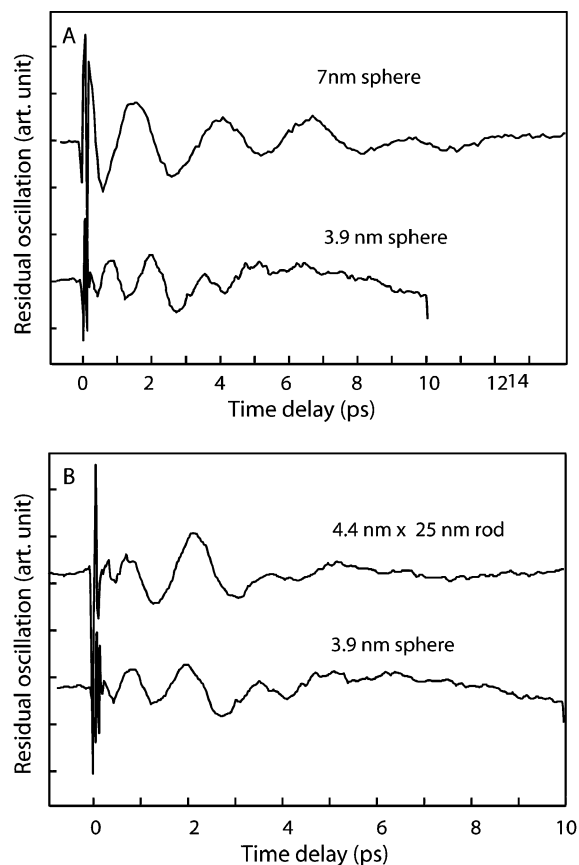 A
7nm sphere
3.9 nm sphere
Residual oscillation (art. unit)
0 2 4 6 8 10 1214
Time delay (ps)
B
4.4 nm x 25 nm rod
3.9 nm sphere
Residual oscillation (art. unit)
0 2 4 6 8 10
Time delay (ps)